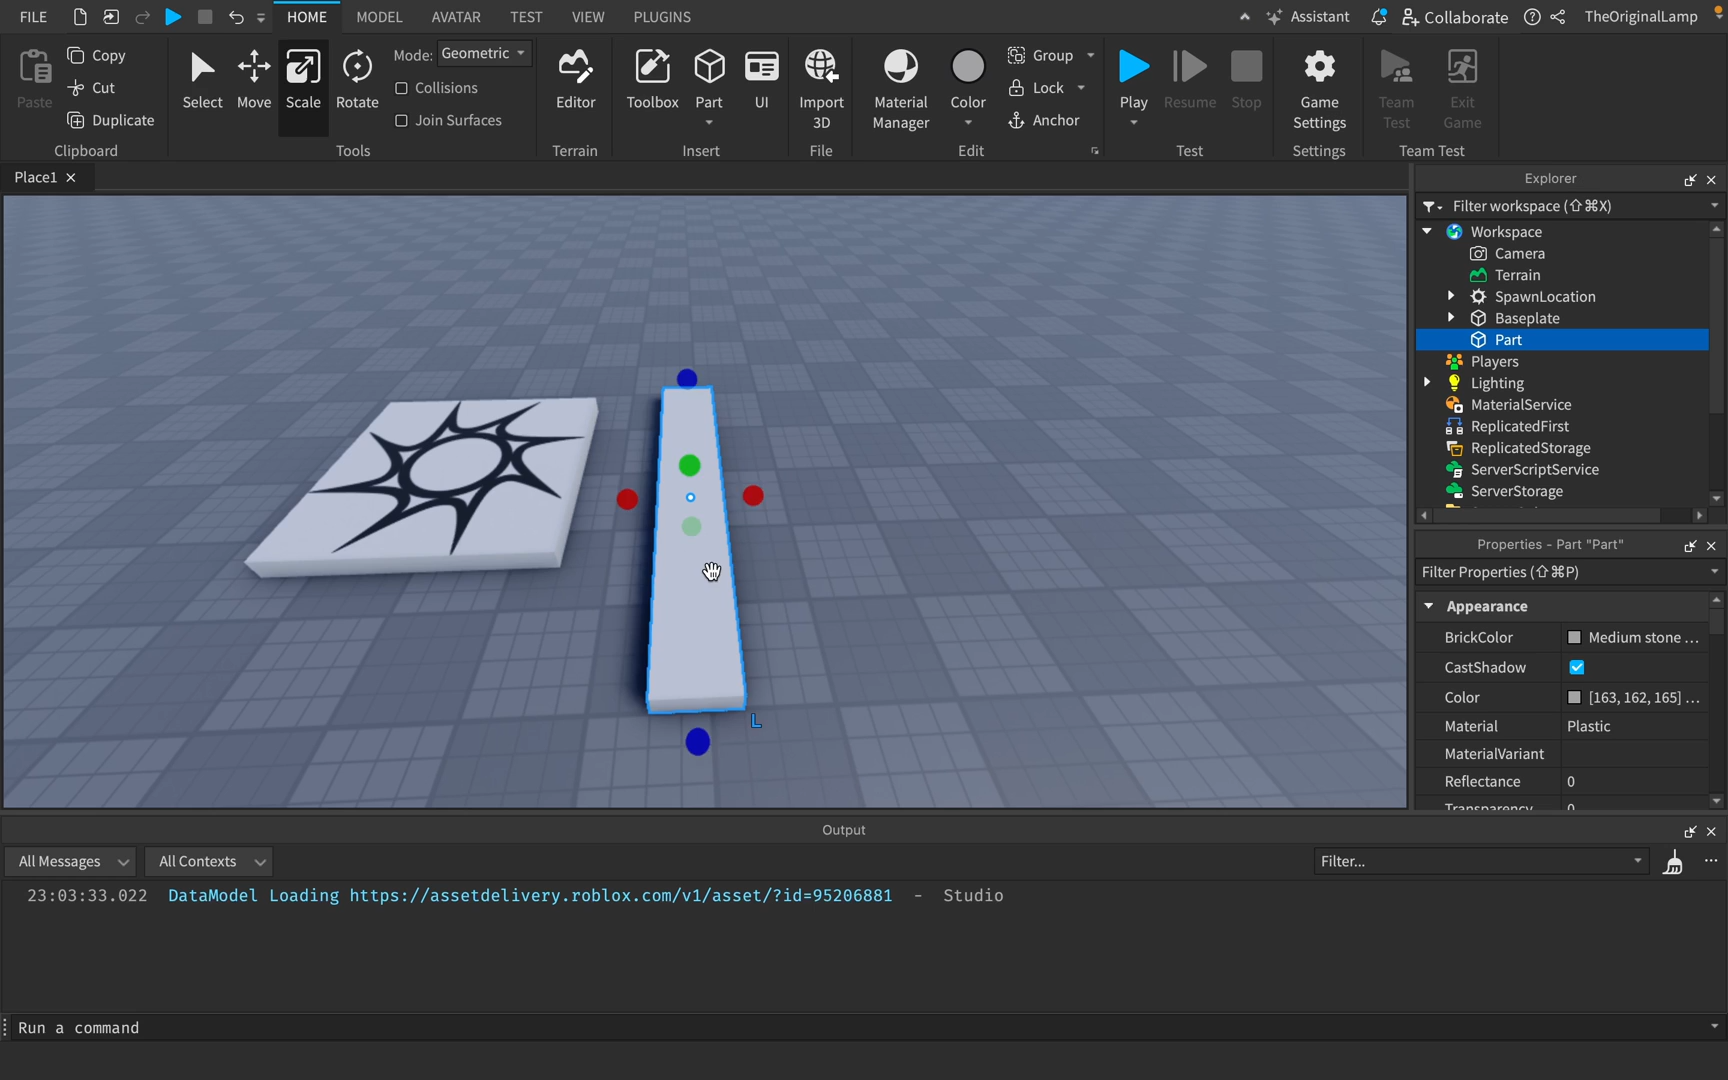 FILE
HOME
MODEL
AVATAR
TEST
VIEW
PLUGINS
Assistant
Collaborate
TheOriginalLamp
Paste
Copy
Cut
Duplicate
Clipboard
Select
Move
Scale
Rotate
Mode: Geometric
Collisions
Join Surfaces
Tools
Editor
Terrain
Toolbox
Part
UI
Insert
Import
3D
File
Material
Manager
Color
Group
Lock
Anchor
Edit
Play
Resume
Stop
Test
Game
Settings
Settings
Team
Test
Exit
Game
Team Test
Place1
L
Explorer
Filter workspace (⇧⌘X)
Workspace
Camera
Terrain
SpawnLocation
Baseplate
Part
Players
Lighting
MaterialService
ReplicatedFirst
ReplicatedStorage
ServerScriptService
ServerStorage
Properties - Part "Part"
Filter Properties (⇧⌘P)
Appearance
BrickColor Medium stone ...
CastShadow
Color [163, 162, 165] ...
Material Plastic
MaterialVariant
Reflectance 0
Transparency 0
Output
All Messages
All Contexts
Filter...
23:03:33.022 DataModel Loading https://assetdelivery.roblox.com/v1/asset/?id=95206881 - Studio
Run a command